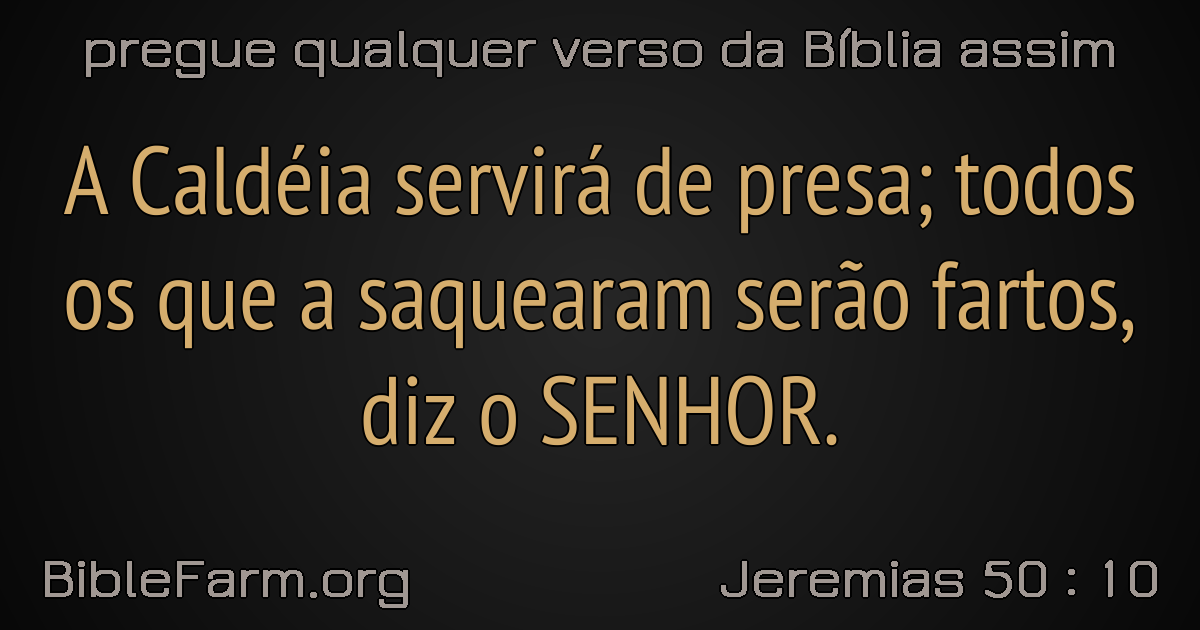 pregue qualquer verso da Bíblia assim
A Caldéia servirá de presa; todos
os que a saquearam serão fartos,
diz o SENHOR.
BibleFarm.org
Jeremias 50 : 10